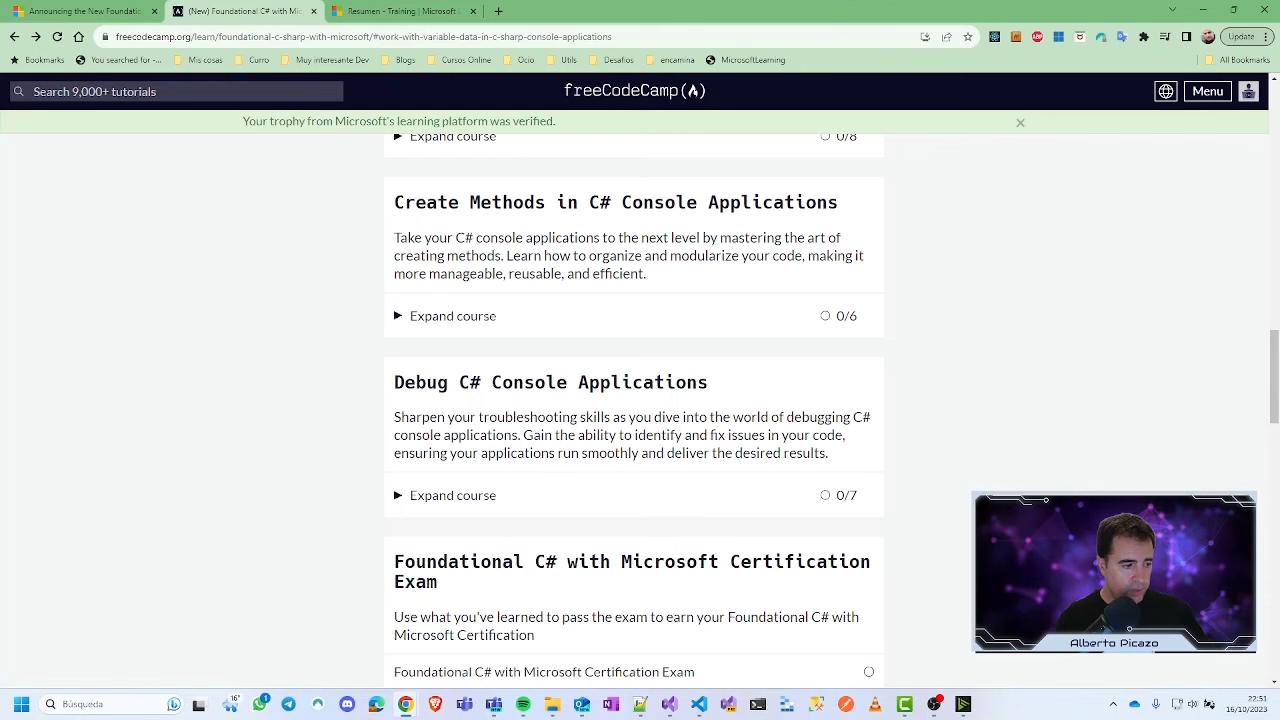 Announcing the New Foundatic
(New) Foundational C# with Mic
Resumen - Training | Microsoft
freecodecamp.org/learn/foundational-c-sharp-with-microsoft/#work-with-variable-data-in-c-sharp-console-applications
Update
Bookmarks
You searched for -...
Mis cosas
Curro
Muy interesante Dev
Blogs
Cursos Online
Ocio
Utils
Desafios
encamina
MicrosoftLearning
All Bookmarks
Search 9,000+ tutorials
freeCodeCamp
Menu
Your trophy from Microsoft's learning platform was verified.
Expand course 0/8
Create Methods in C# Console Applications
Take your C# console applications to the next level by mastering the art of
creating methods. Learn how to organize and modularize your code, making it
more manageable, reusable, and efficient.
Expand course 0/6
Debug C# Console Applications
Sharpen your troubleshooting skills as you dive into the world of debugging C#
console applications. Gain the ability to identify and fix issues in your code,
ensuring your applications run smoothly and deliver the desired results.
Expand course 0/7
Foundational C# with Microsoft Certification
Exam
Use what you've learned to pass the exam to earn your Foundational C# with
Microsoft Certification
Foundational C# with Microsoft Certification Exam
Alberto Picazo
Búsqueda
16°
22:51
16/10/2023